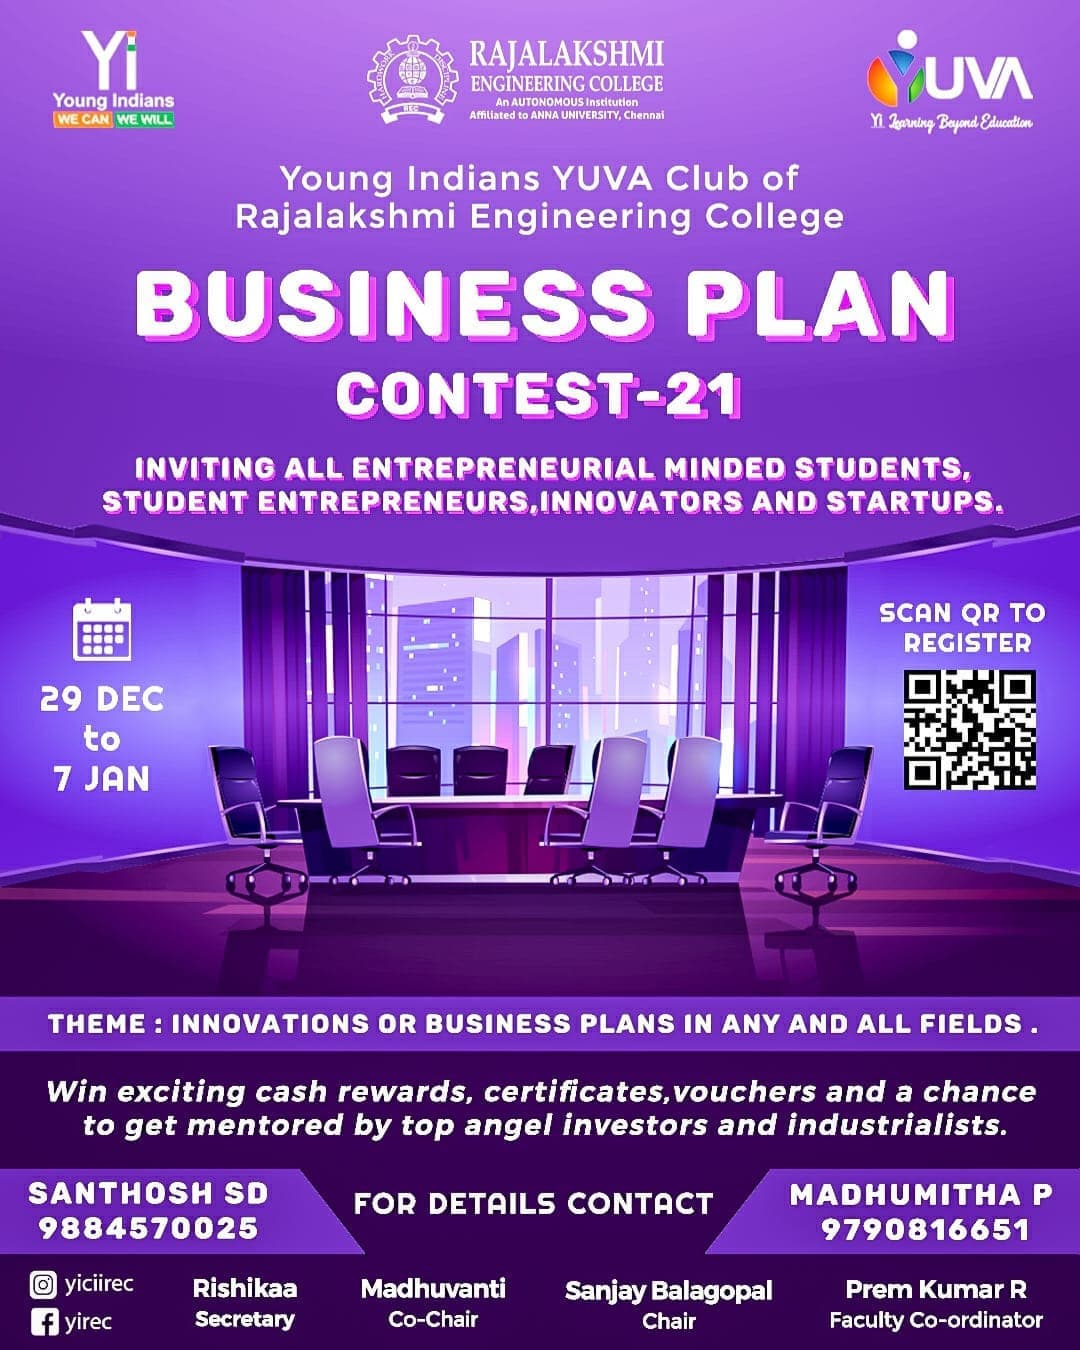 Yi
Young Indians
WE CAN WE WILL
RAJALAKSHMI
ENGINEERING COLLEGE
An AUTONOMOUS Institution
Affiliated to ANNA UNIVERSITY, Chennai
HARDWORK DISCIPLINE
REC
YUVA
Yi Learning Beyond Education
Young Indians YUVA Club of
Rajalakshmi Engineering College
BUSINESS PLAN
CONTEST-21
INVITING ALL ENTREPRENEURIAL MINDED STUDENTS,
STUDENT ENTREPRENEURS,INNOVATORS AND STARTUPS.
29 DEC
to
7 JAN
SCAN QR TO
REGISTER
THEME : INNOVATIONS OR BUSINESS PLANS IN ANY AND ALL FIELDS .
Win exciting cash rewards, certificates,vouchers and a chance
to get mentored by top angel investors and industrialists.
SANTHOSH SD
9884570025
FOR DETAILS CONTACT
MADHUMITHA P
9790816651
yiciirec
yirec
Rishikaa
Secretary
Madhuvanti
Co-Chair
Sanjay Balagopal
Chair
Prem Kumar R
Faculty Co-ordinator